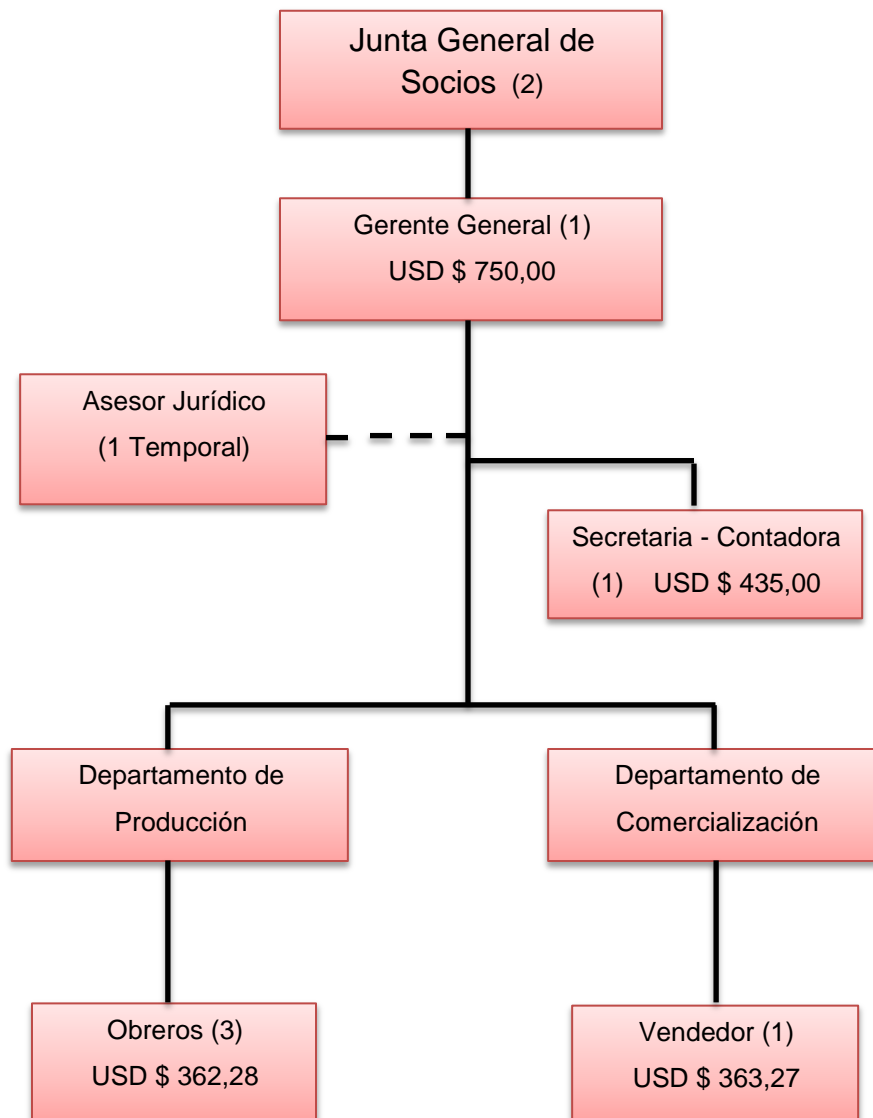 Junta General de
Socios (2)
Gerente General (1)
USD $ 750,00
Asesor Jurídico
(1 Temporal)
Secretaria - Contadora
(1) USD $ 435,00
Departamento de
Producción
Departamento de
Comercialización
Obreros (3)
USD $ 362,28
Vendedor (1)
USD $ 363,27